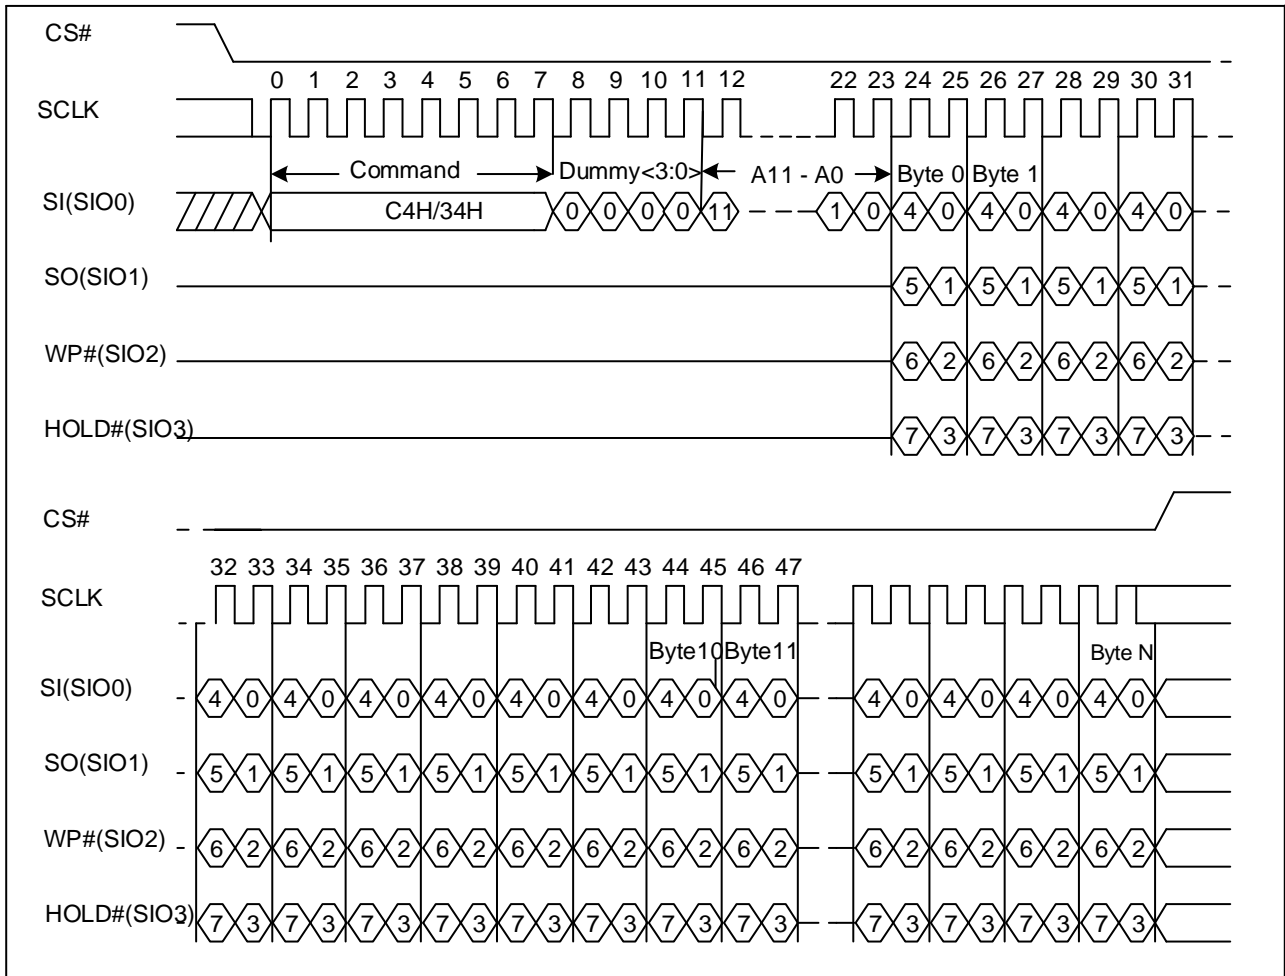 CS#
0 1 2 3 4 5 6 7 8 9 10 11 12 22 23 24 25 26 27 28 29 30 31
SCLK
Command Dummy<3:0> A11 - A0 Byte 0 Byte 1
SI(SIO0) C4H/34H 0 0 0 0 11 1 0 4 0 4 0 4 0 4 0
SO(SIO1) 5 1 5 1 5 1 5 1
WP#(SIO2) 6 2 6 2 6 2 6 2
HOLD#(SIO3) 7 3 7 3 7 3 7 3
CS#
32 33 34 35 36 37 38 39 40 41 42 43 44 45 46 47
SCLK
Byte10 Byte11 Byte N
SI(SIO0) 4 0 4 0 4 0 4 0 4 0 4 0 4 0 4 0 4 0 4 0 4 0 4 0
SO(SIO1) 5 1 5 1 5 1 5 1 5 1 5 1 5 1 5 1 5 1 5 1 5 1 5 1
WP#(SIO2) 6 2 6 2 6 2 6 2 6 2 6 2 6 2 6 2 6 2 6 2 6 2 6 2
HOLD#(SIO3) 7 3 7 3 7 3 7 3 7 3 7 3 7 3 7 3 7 3 7 3 7 3 7 3